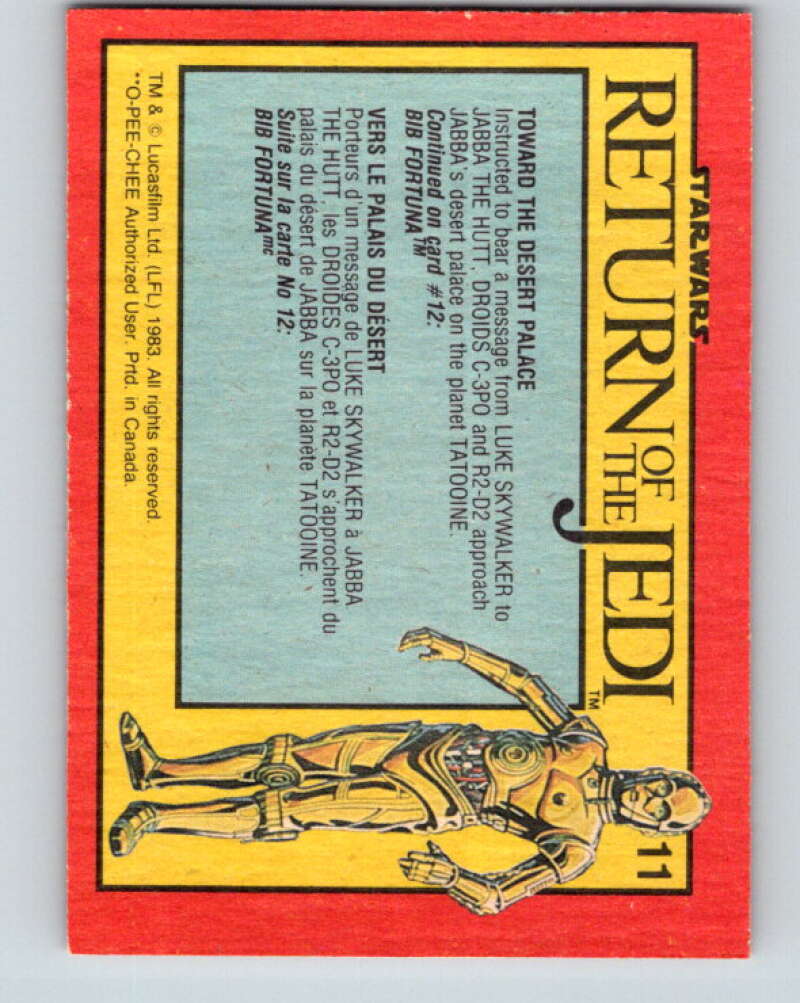 STAR WARS
RETURN OF THE JEDI™
11
TOWARD THE DESERT PALACE
Instructed to bear a message from LUKE SKYWALKER to
JABBA THE HUTT, DROIDS C-3PO and R2-D2 approach
JABBA's desert palace on the planet TATOOINE.
Continued on card #12:
BIB FORTUNA™
VERS LE PALAIS DU DÉSERT
Porteurs d'un message de LUKE SKYWALKER à JABBA
THE HUTT, les DROIDES C-3PO et R2-D2 s'approchent du
palais du désert de JABBA sur la planète TATOOINE.
Suite sur la carte No 12:
BIB FORTUNAmc
TM & © Lucasfilm Ltd. (LFL) 1983. All rights reserved.
**O-PEE-CHEE Authorized User. Prtd. in Canada.